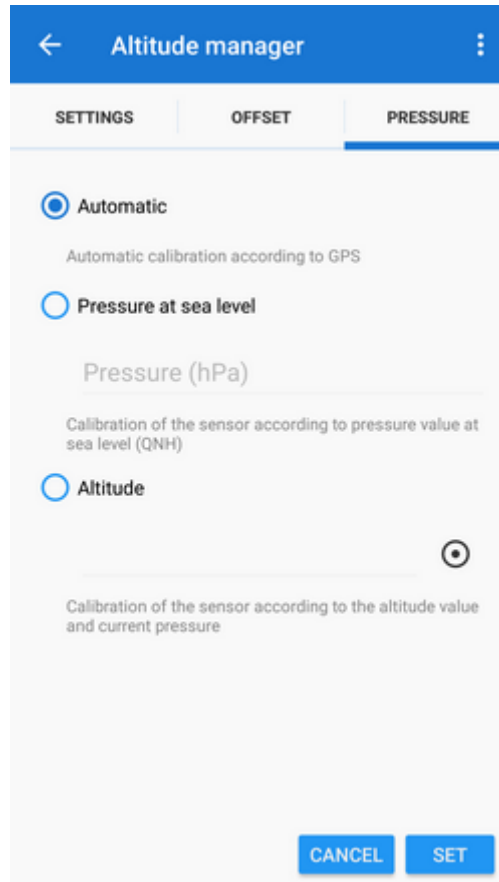 Altitude manager
SETTINGS OFFSET PRESSURE
Automatic
Automatic calibration according to GPS
Pressure at sea level
Pressure (hPa)
Calibration of the sensor according to pressure value at
sea level (QNH)
Altitude
Calibration of the sensor according to the altitude value
and current pressure
CANCEL SET